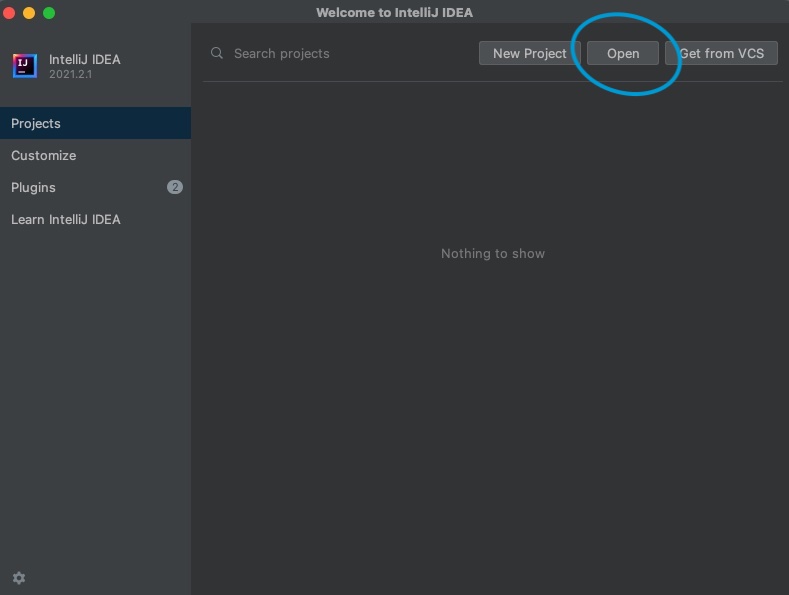 Welcome to IntelliJ IDEA
IJ
IntelliJ IDEA
2021.2.1
Search projects
New Project
Open
Get from VCS
Projects
Customize
Plugins
2
Learn IntelliJ IDEA
Nothing to show